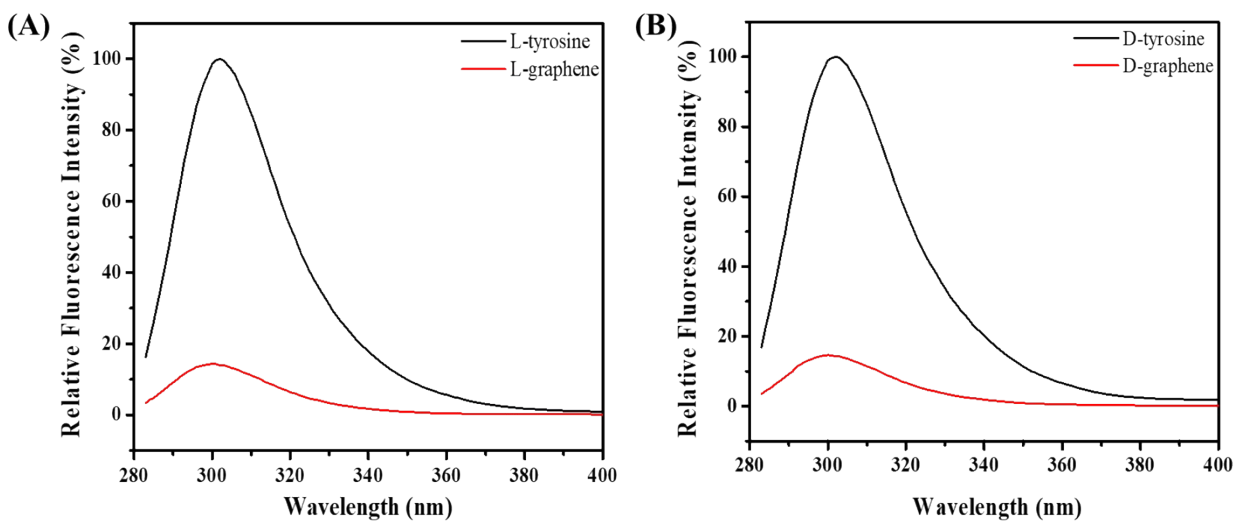 (A)
L-tyrosine
L-graphene
Relative Fluorescence Intensity (%)
100
80
60
40
20
0
280 300 320 340 360 380 400
Wavelength (nm)
(B)
D-tyrosine
D-graphene
Relative Fluorescence Intensity (%)
100
80
60
40
20
0
280 300 320 340 360 380 400
Wavelength (nm)